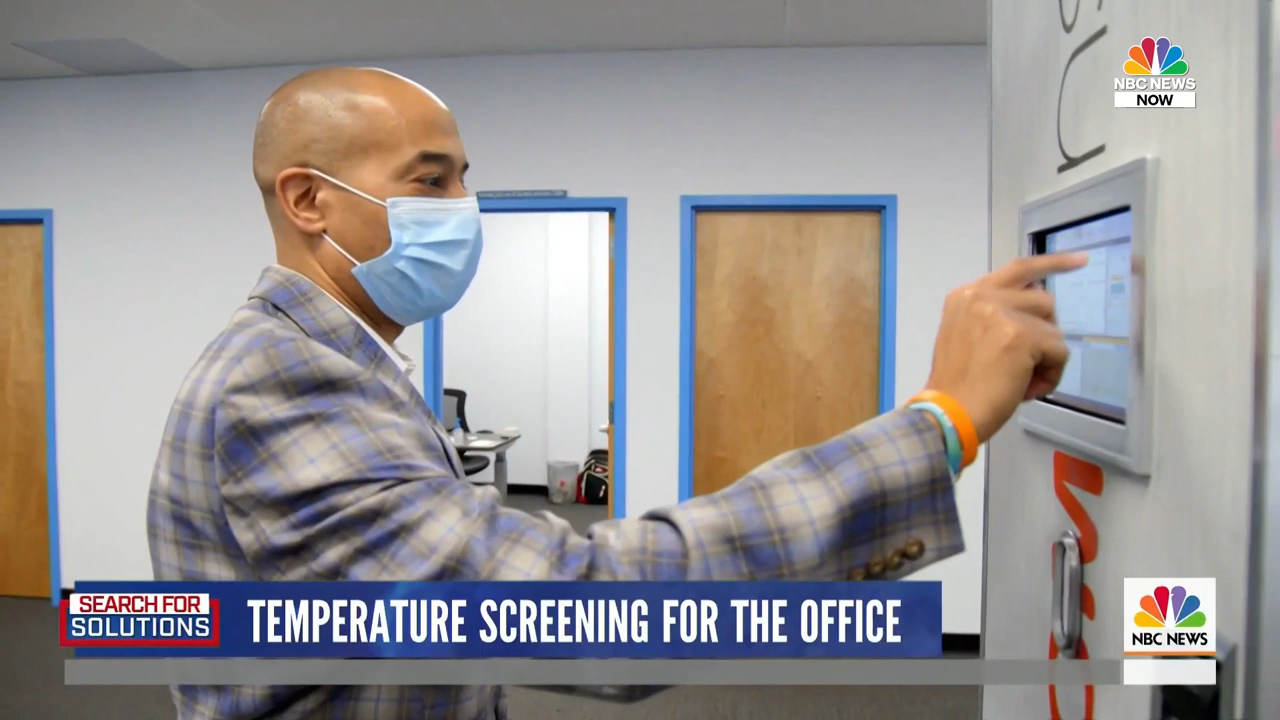 NBC NEWS
NOW
SEARCH FOR
SOLUTIONS
TEMPERATURE SCREENING FOR THE OFFICE
NBC NEWS